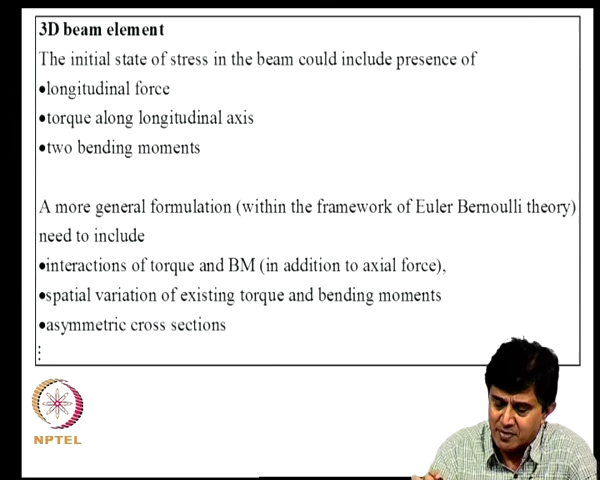 3D beam element
The initial state of stress in the beam could include presence of
•longitudinal force
•torque along longitudinal axis
•two bending moments
A more general formulation (within the framework of Euler Bernoulli theory)
need to include
•interactions of torque and BM (in addition to axial force),
•spatial variation of existing torque and bending moments
•asymmetric cross sections
⋮
NPTEL